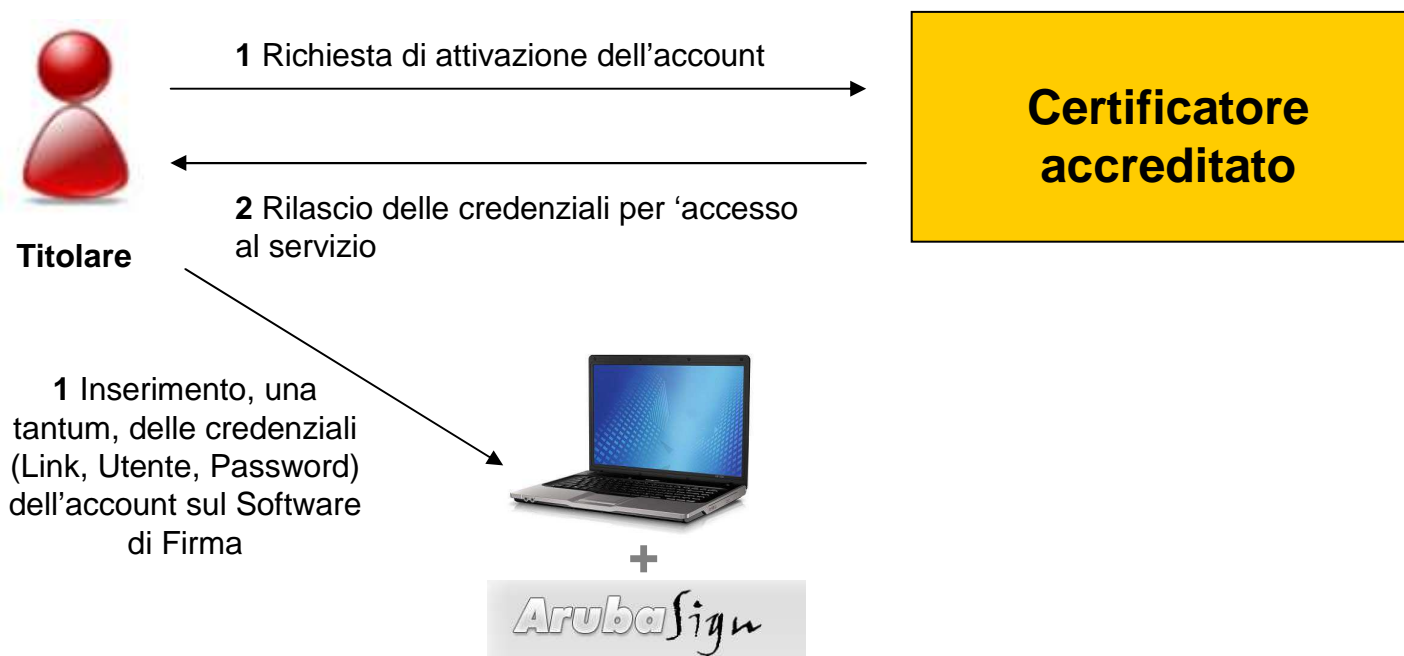 1 Richiesta di attivazione dell’account
Certificatore
accreditato
2 Rilascio delle credenziali per ‘accesso
al servizio
Titolare
1 Inserimento, una
tantum, delle credenziali
(Link, Utente, Password)
dell’account sul Software
di Firma
+
ArubaSign